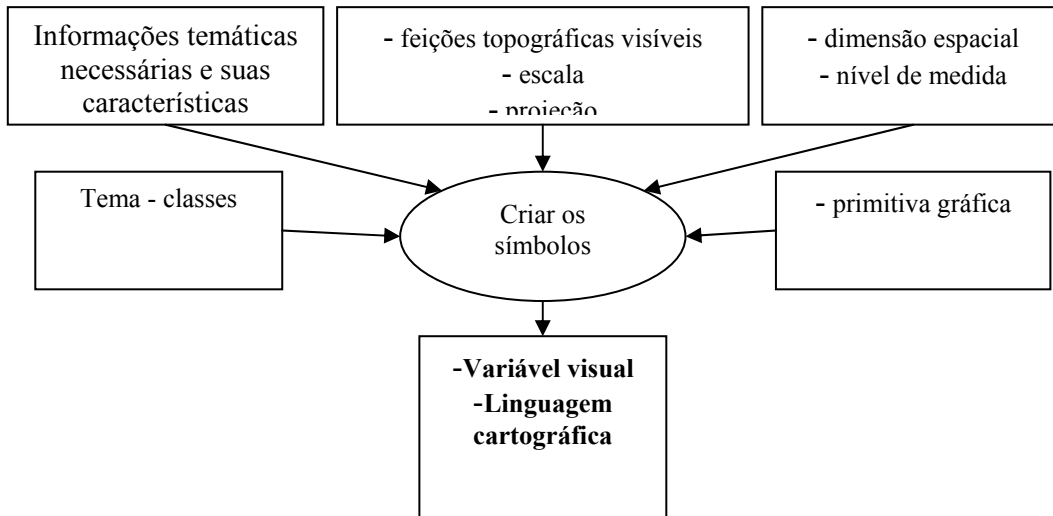 Informações temáticas
necessárias e suas
características
- feições topográficas visíveis
- escala
- projeção
- dimensão espacial
- nível de medida
Tema - classes
Criar os
símbolos
- primitiva gráfica
-Variável visual
-Linguagem
cartográfica